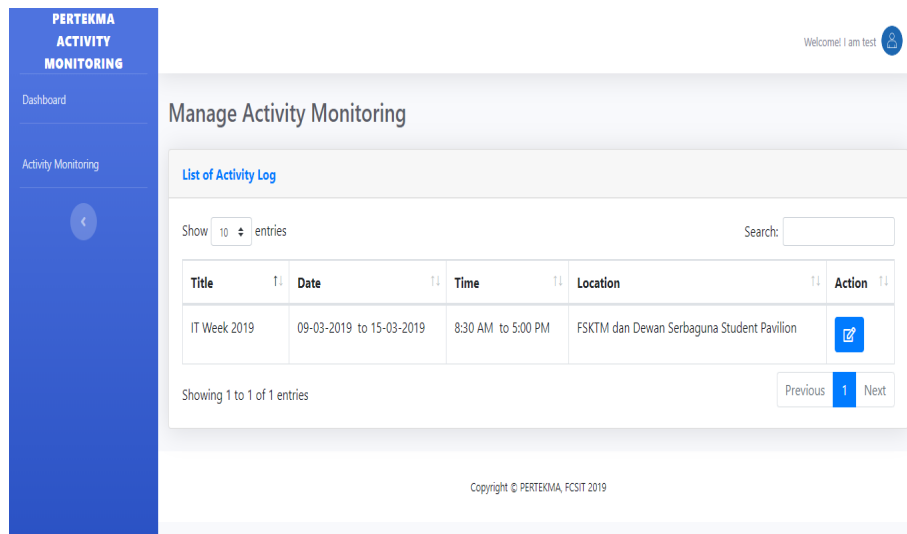 PERTEKMA
ACTIVITY
MONITORING
Welcome! I am test
Dashboard
Activity Monitoring
Manage Activity Monitoring
List of Activity Log
Show 10 entries
Search:
Title Date Time Location Action
IT Week 2019 09-03-2019 to 15-03-2019 8:30 AM to 5:00 PM FSKTM dan Dewan Serbaguna Student Pavilion
Showing 1 to 1 of 1 entries
Previous 1 Next
Copyright © PERTEKMA, FCSIT 2019